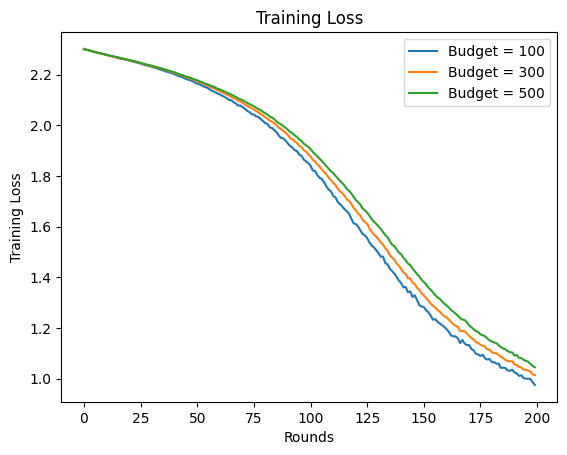 Training Loss
Budget = 100
Budget = 300
Budget = 500
Training Loss
2.2
2.0
1.8
1.6
1.4
1.2
1.0
0 25 50 75 100 125 150 175 200
Rounds